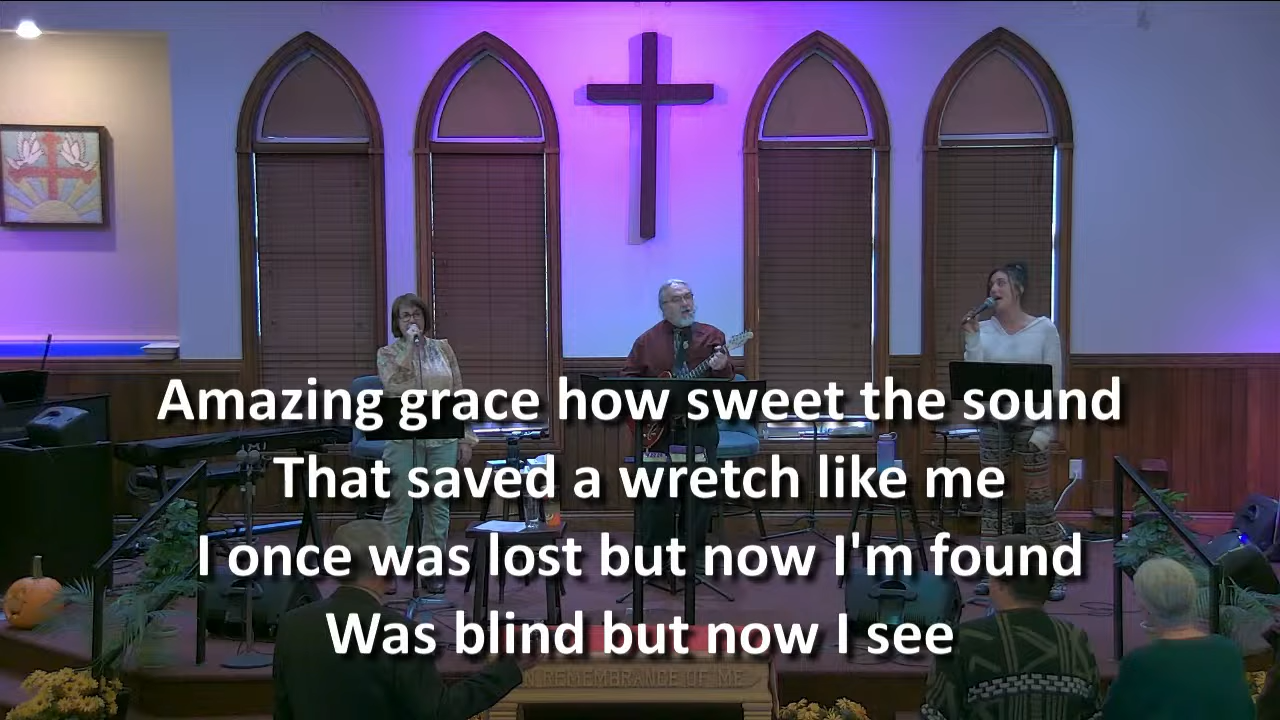 Amazing grace how sweet the sound
That saved a wretch like me
I once was lost but now I'm found
Was blind but now I see
IN REMEMBRANCE OF ME